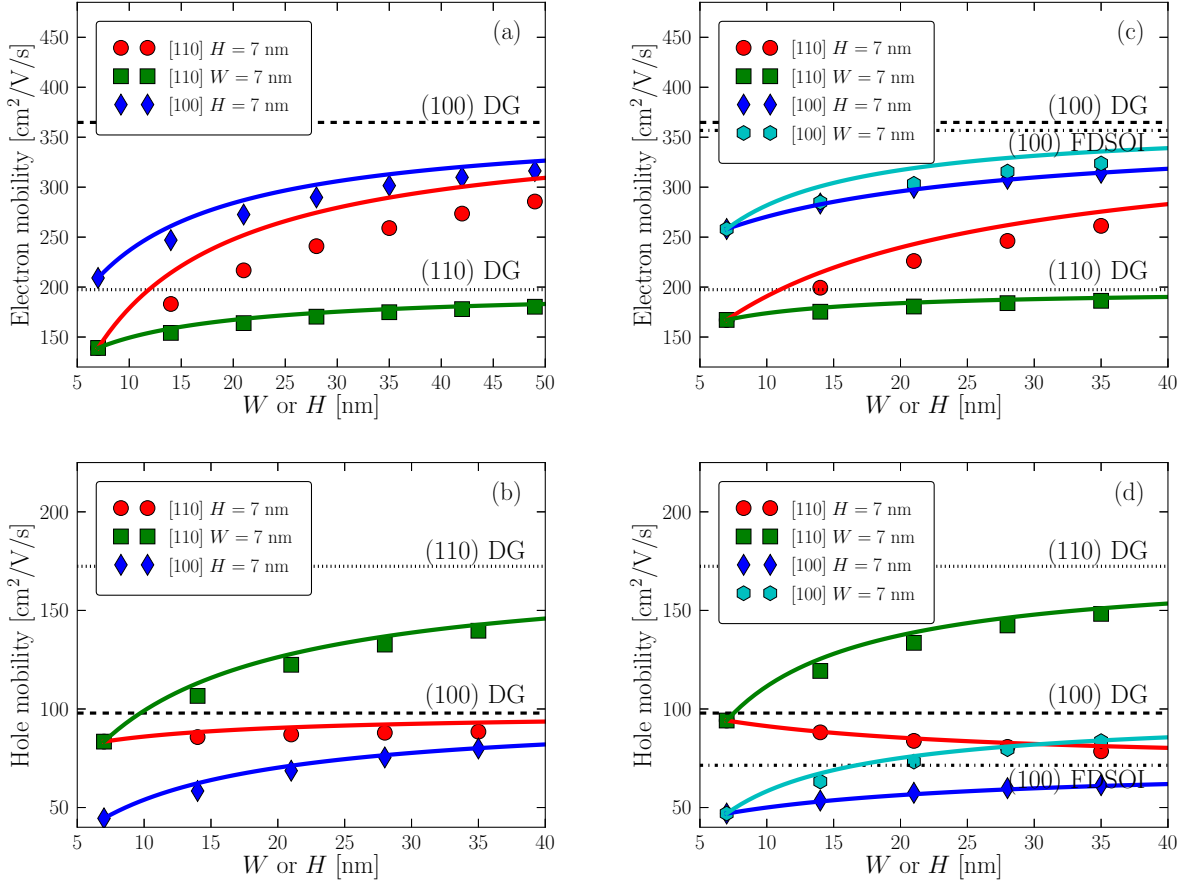 (a)
[110] H = 7 nm
[110] W = 7 nm
[100] H = 7 nm
(100) DG
(110) DG
Electron mobility [cm²/V/s]
450
400
350
300
250
200
150
5 10 15 20 25 30 35 40 45 50
W or H [nm]
(c)
[110] H = 7 nm
[110] W = 7 nm
[100] H = 7 nm
[100] W = 7 nm
(100) DG
(100) FDSOI
(110) DG
Electron mobility [cm²/V/s]
450
400
350
300
250
200
150
5 10 15 20 25 30 35 40
W or H [nm]
(b)
[110] H = 7 nm
[110] W = 7 nm
[100] H = 7 nm
(110) DG
(100) DG
Hole mobility [cm²/V/s]
200
150
100
50
5 10 15 20 25 30 35 40
W or H [nm]
(d)
[110] H = 7 nm
[110] W = 7 nm
[100] H = 7 nm
[100] W = 7 nm
(110) DG
(100) DG
(100) FDSOI
Hole mobility [cm²/V/s]
200
150
100
50
5 10 15 20 25 30 35 40
W or H [nm]